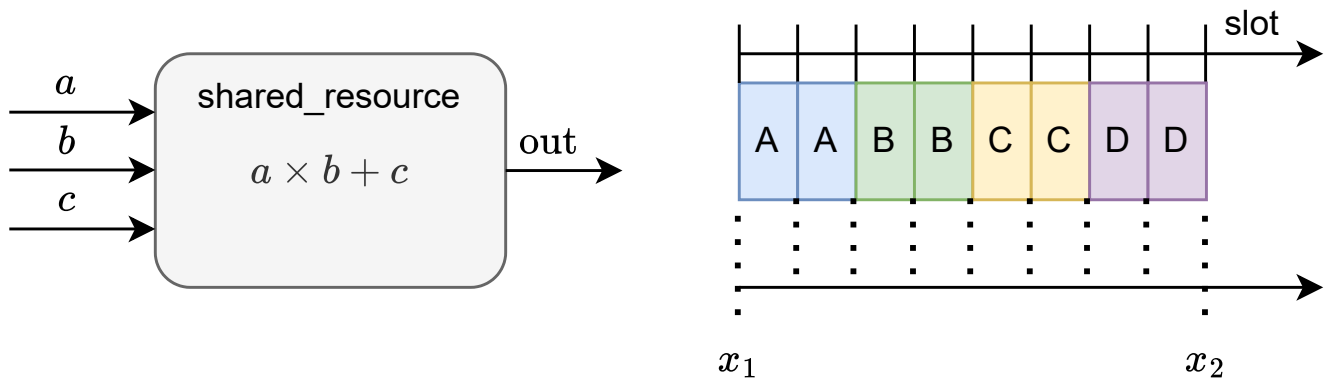 a
b
c
shared_resource
a × b + c
out
slot
A A B B C C D D
x₁
x₂